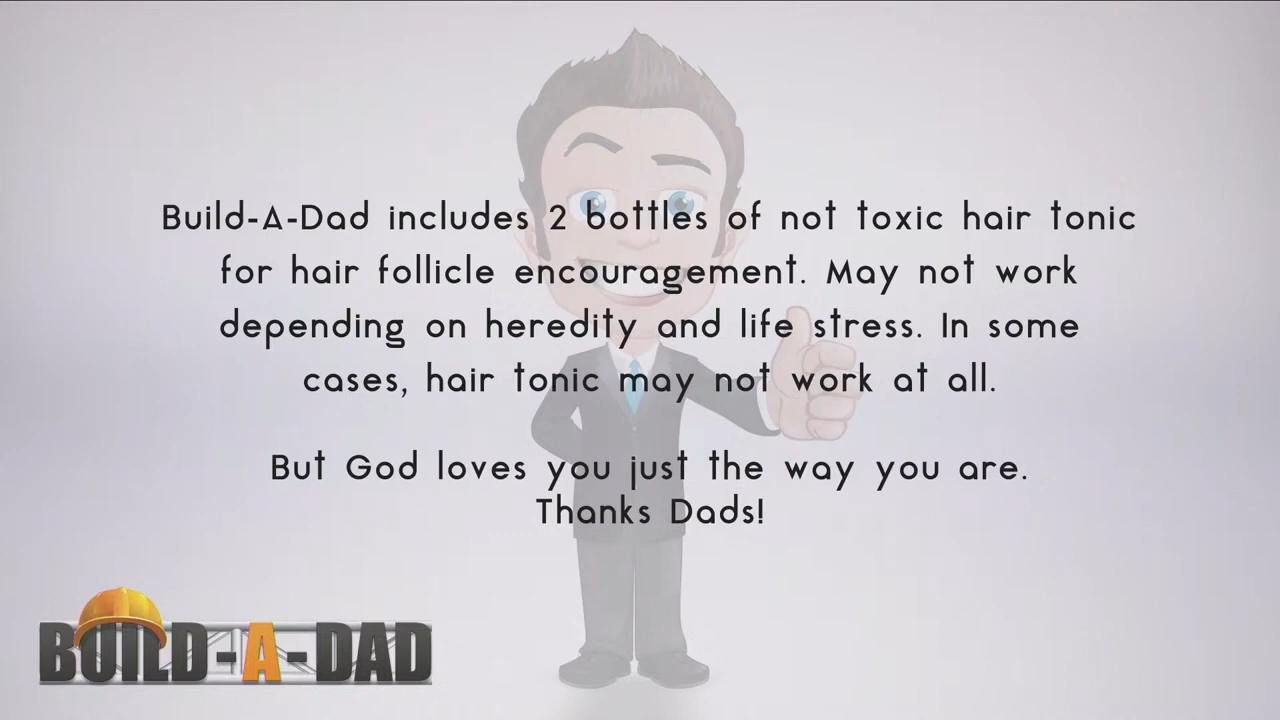 Build-A-Dad includes 2 bottles of not toxic hair tonic
for hair follicle encouragement. May not work
depending on heredity and life stress. In some
cases, hair tonic may not work at all.
But God loves you just the way you are.
Thanks Dads!
BUILD-A-DAD